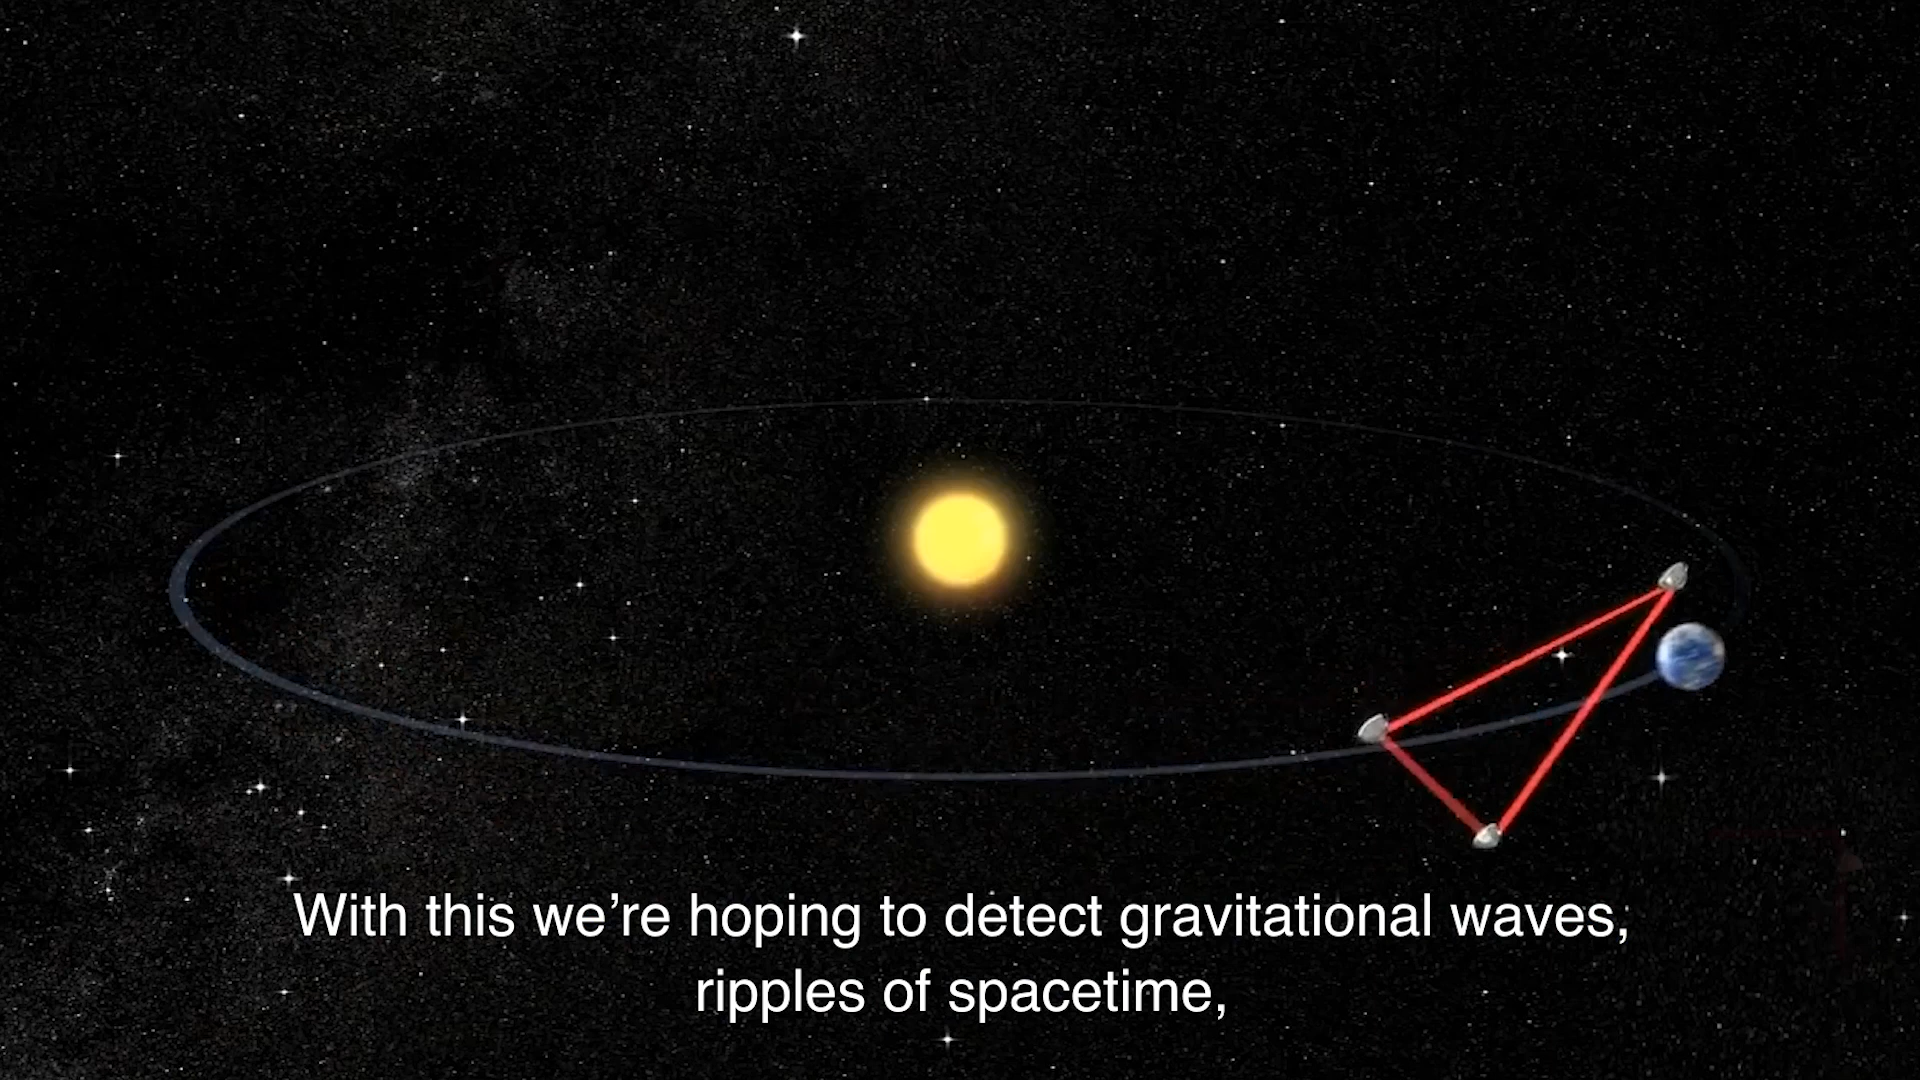 With this we’re hoping to detect gravitational waves,
ripples of spacetime,